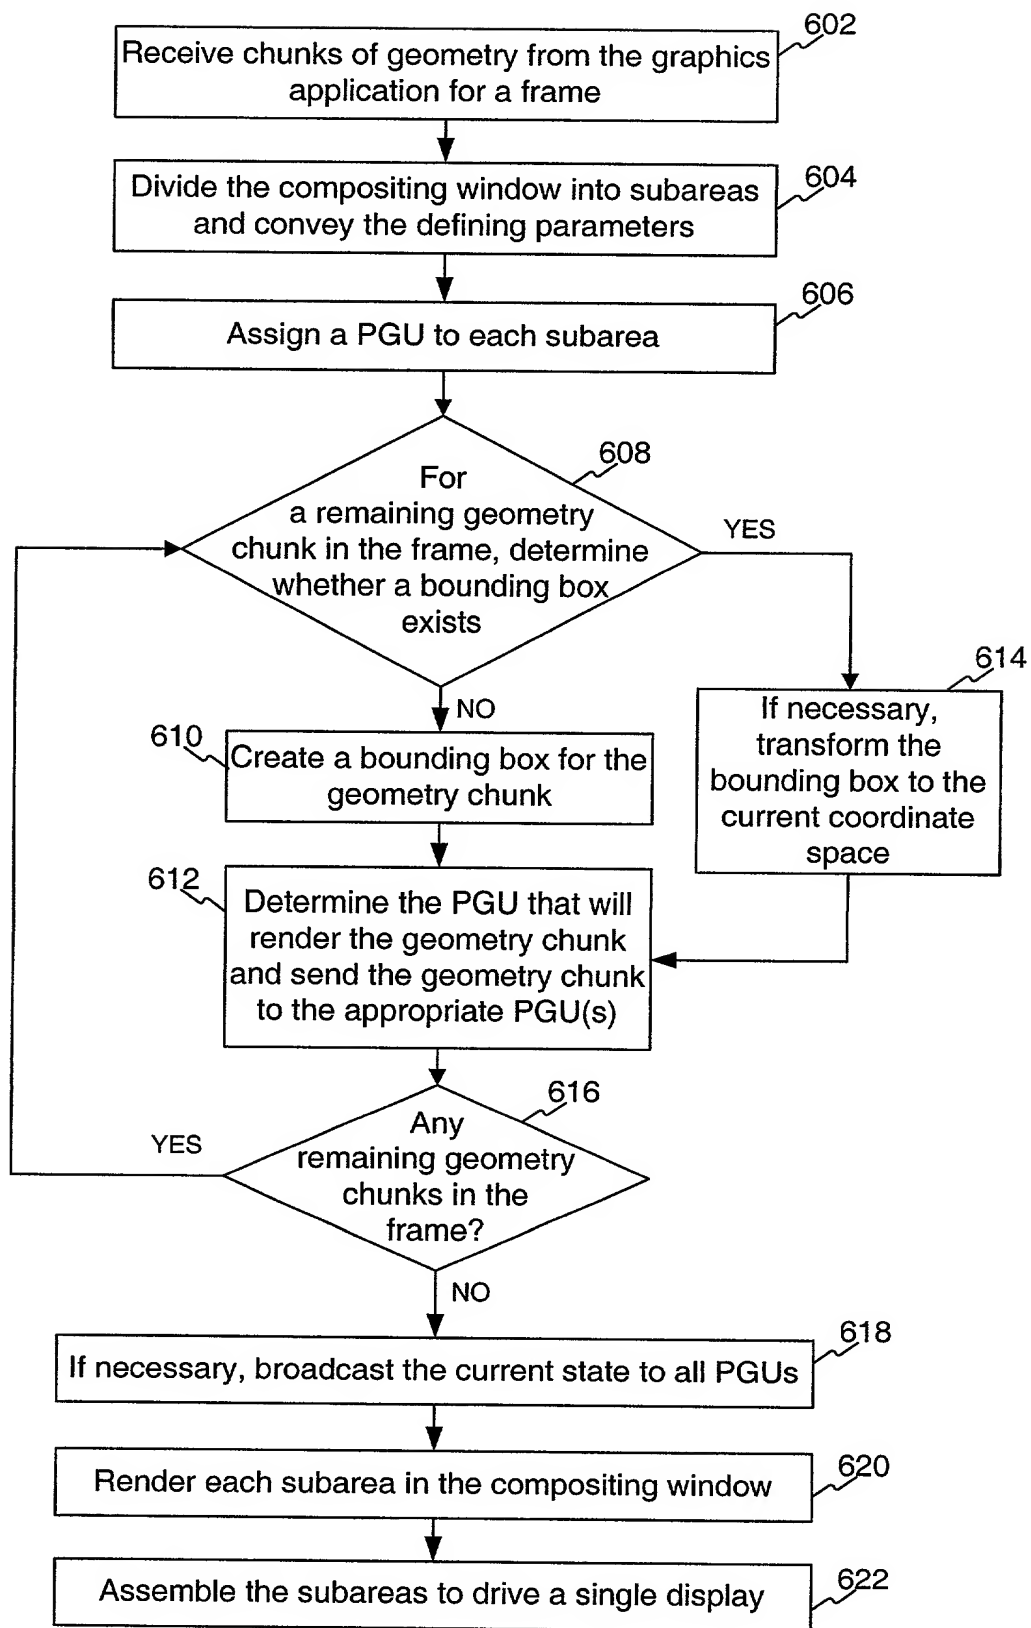 602
Receive chunks of geometry from the graphics
application for a frame
604
Divide the compositing window into subareas
and convey the defining parameters
606
Assign a PGU to each subarea
608
For
a remaining geometry
chunk in the frame, determine
whether a bounding box
exists
YES
NO
614
If necessary,
transform the
bounding box to the
current coordinate
space
610
Create a bounding box for the
geometry chunk
612
Determine the PGU that will
render the geometry chunk
and send the geometry chunk
to the appropriate PGU(s)
616
Any
remaining geometry
chunks in the
frame?
YES
NO
618
If necessary, broadcast the current state to all PGUs
620
Render each subarea in the compositing window
622
Assemble the subareas to drive a single display